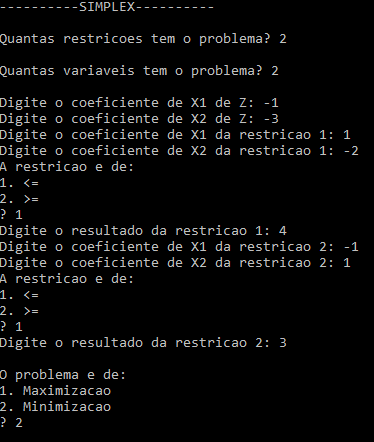 ----------SIMPLEX----------
Quantas restricoes tem o problema? 2
Quantas variaveis tem o problema? 2
Digite o coeficiente de X1 de Z: -1
Digite o coeficiente de X2 de Z: -3
Digite o coeficiente de X1 da restricao 1: 1
Digite o coeficiente de X2 da restricao 1: -2
A restricao e de:
1. <=
2. >=
? 1
Digite o resultado da restricao 1: 4
Digite o coeficiente de X1 da restricao 2: -1
Digite o coeficiente de X2 da restricao 2: 1
A restricao e de:
1. <=
2. >=
? 1
Digite o resultado da restricao 2: 3
O problema e de:
1. Maximizacao
2. Minimizacao
? 2